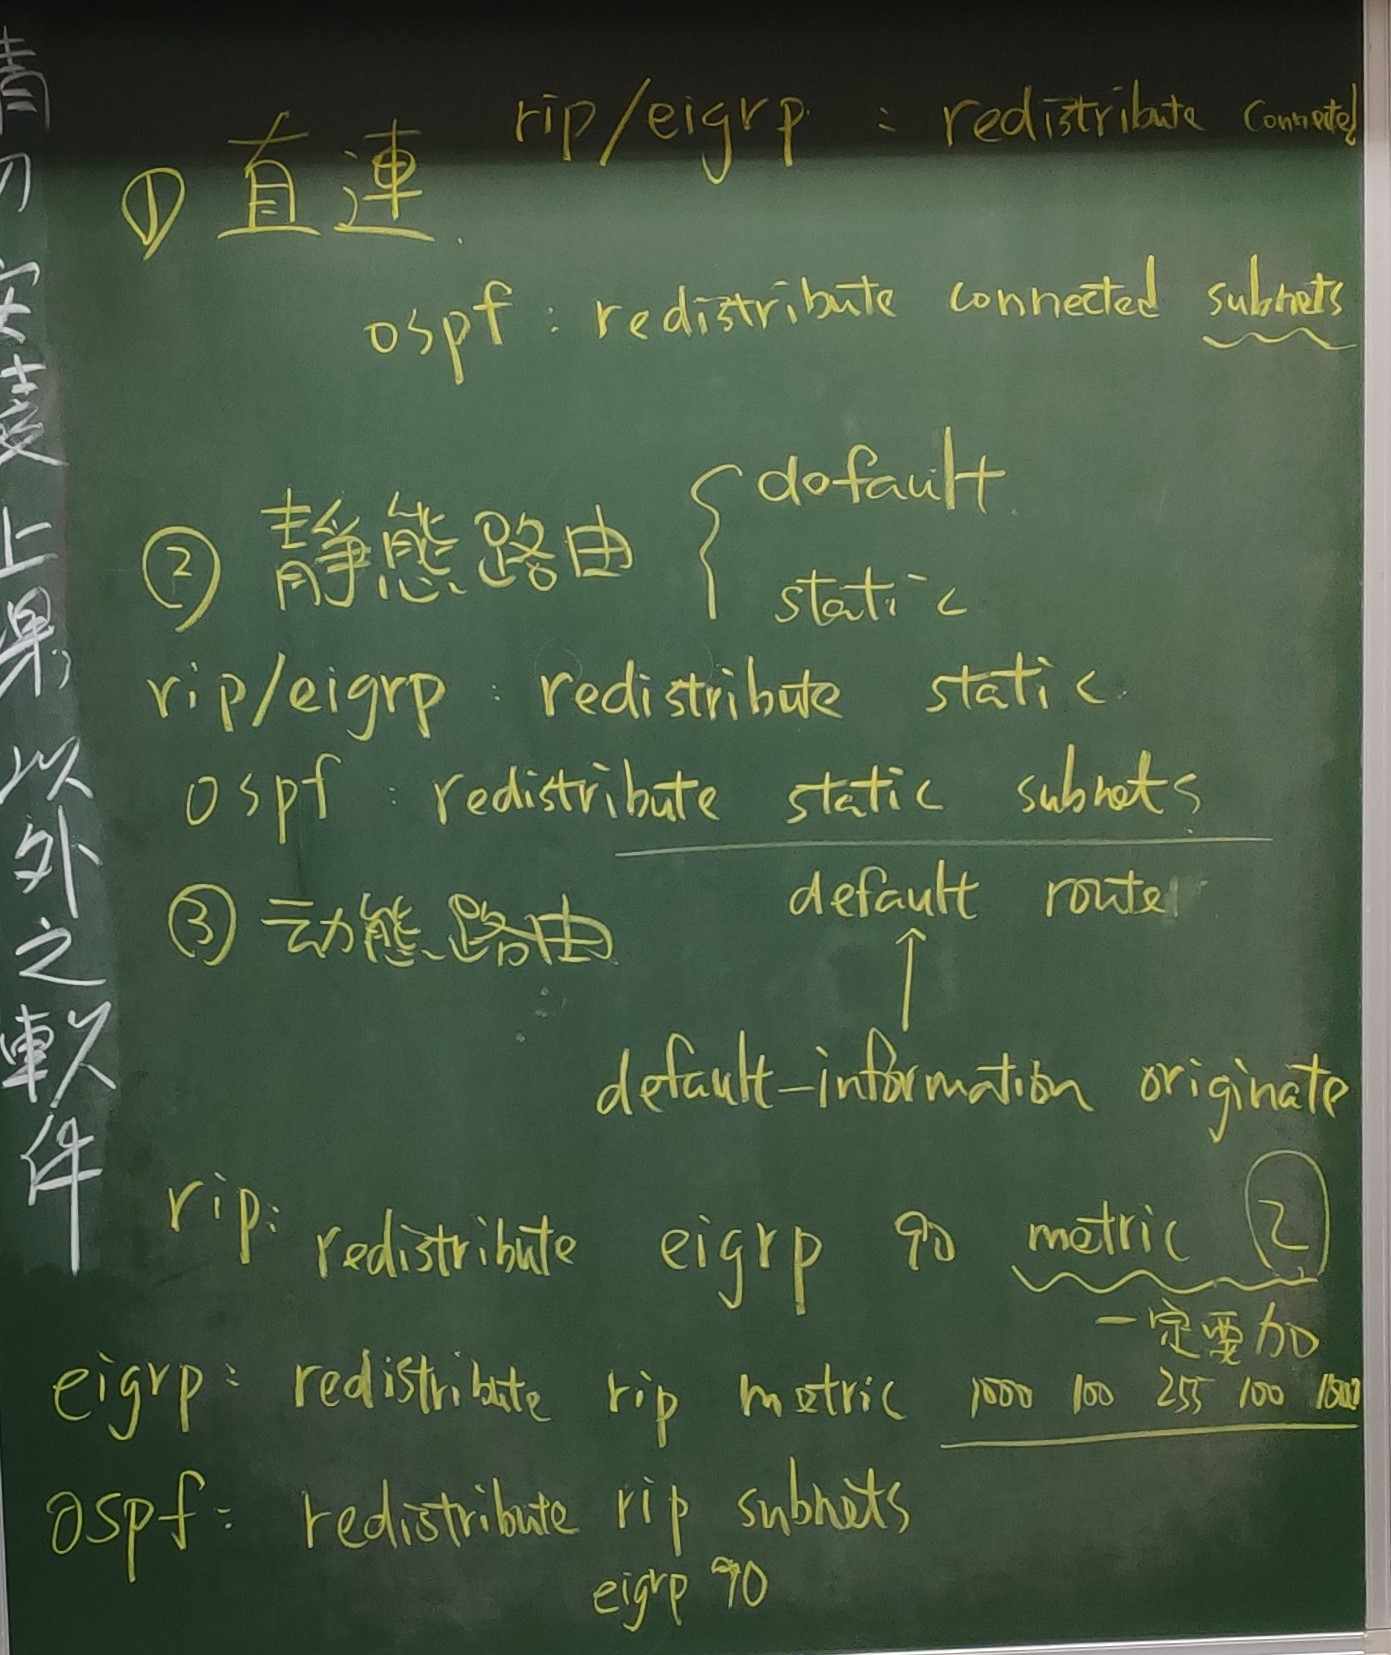 rip/eigrp : redistribute connected
① 直連
ospf : redistribute connected subnets
② 靜態路由 { dofault
static
rip/eigrp : redistribute static
ospf : redistribute static subnets
③ 动態路由
default route
↑
default-information originate
rip: redistribute eigrp 90 metric 2
一定要加
eigrp: redistribute rip metric 1000 100 255 100 1500
ospf: redistribute rip subnets
eigrp 90
安裝上課以外之軟件